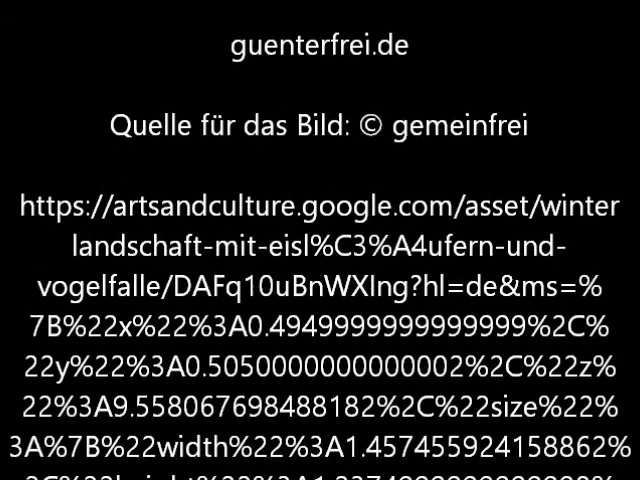 guenterfrei.de
Quelle für das Bild: © gemeinfrei
https://artsandculture.google.com/asset/winter
landschaft-mit-eisl%C3%A4ufern-und-
vogelfalle/DAFq10uBnWXIng?hl=de&ms=%
7B%22x%22%3A0.49499999999999999%2C%
22y%22%3A0.5050000000000002%2C%22z%
22%3A9.558067698488182%2C%22size%22%
3A%7B%22width%22%3A1.457455924158862%